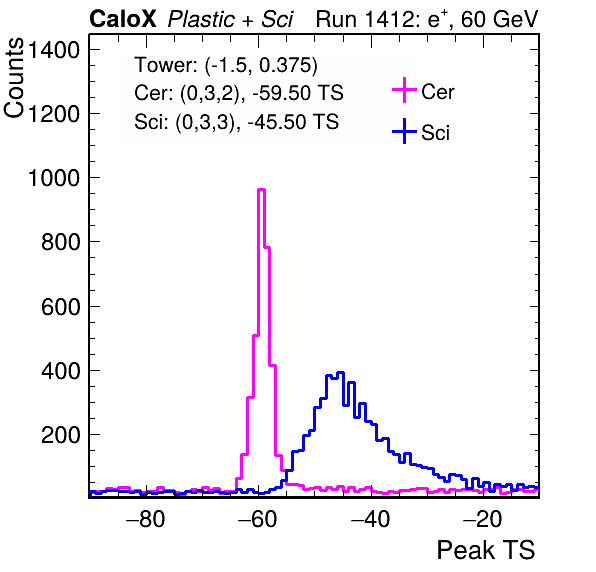 CaloX Plastic + Sci Run 1412: e⁺, 60 GeV
Counts
Tower: (-1.5, 0.375)
Cer: (0,3,2), -59.50 TS
Sci: (0,3,3), -45.50 TS
Cer
Sci
1400
1200
1000
800
600
400
200
−80 −60 −40 −20
Peak TS